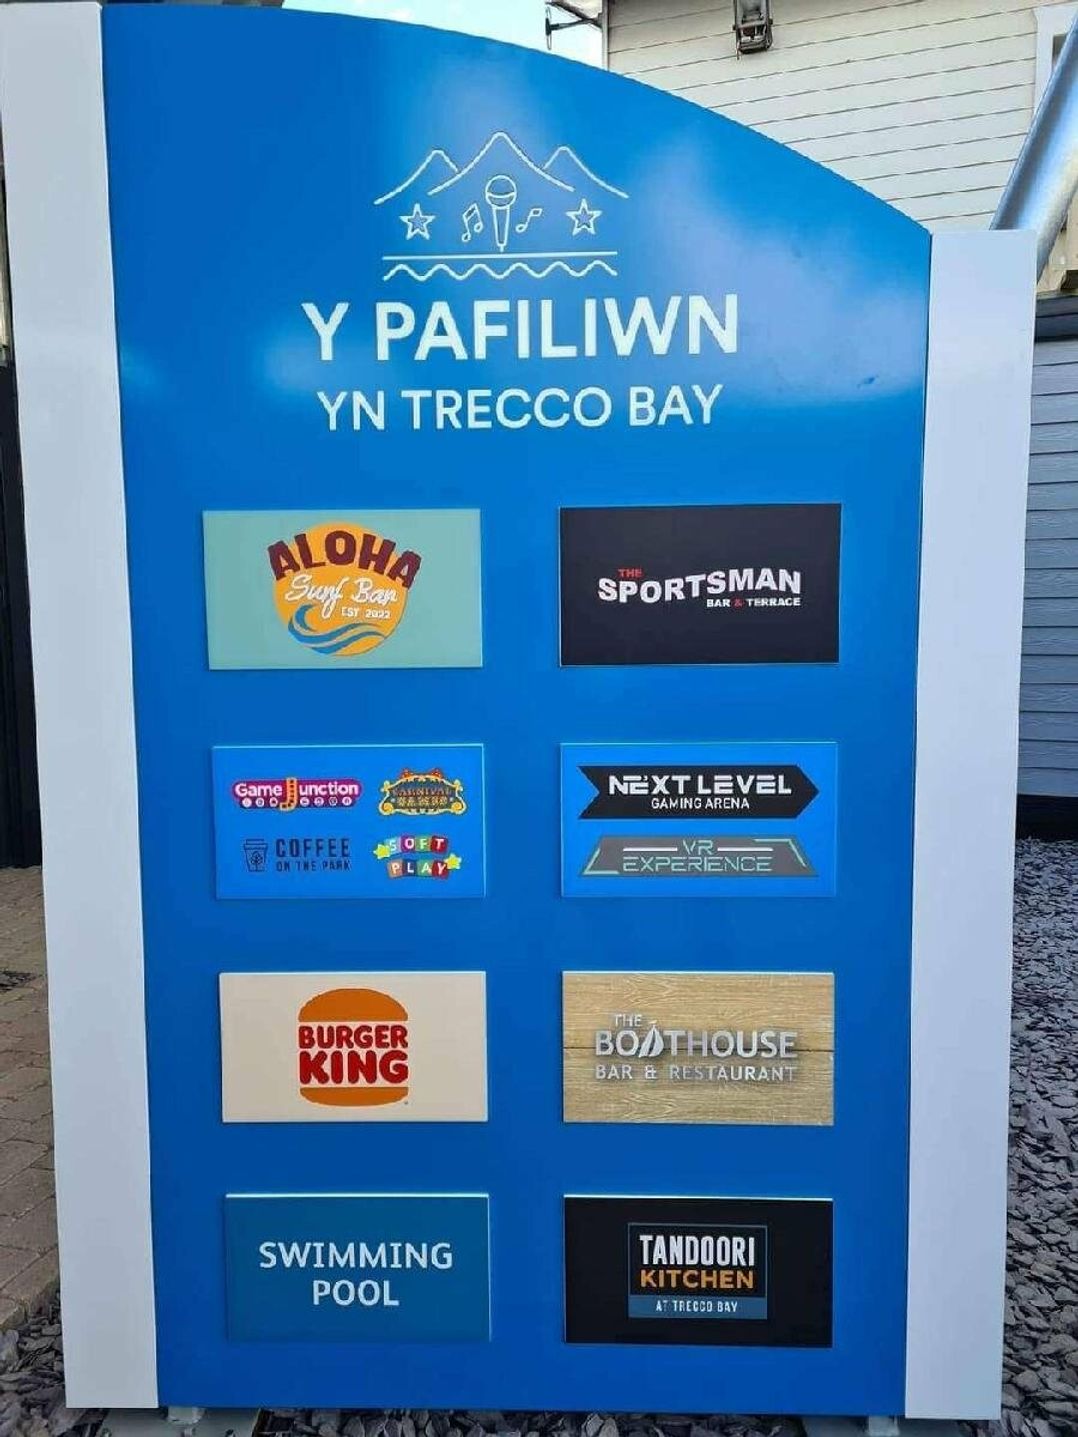 Y PAFILIWN
YN TRECCO BAY
ALOHA
Surf Bar
EST 2022
THE
SPORTSMAN
BAR & TERRACE
Game Junction
CARNIVAL
GAMES
COFFEE
ON THE PARK
SOFT
PLAY
NEXT LEVEL
GAMING ARENA
VR
EXPERIENCE
BURGER
KING
THE
BOATHOUSE
BAR & RESTAURANT
SWIMMING
POOL
TANDOORI
KITCHEN
AT TRECCO BAY